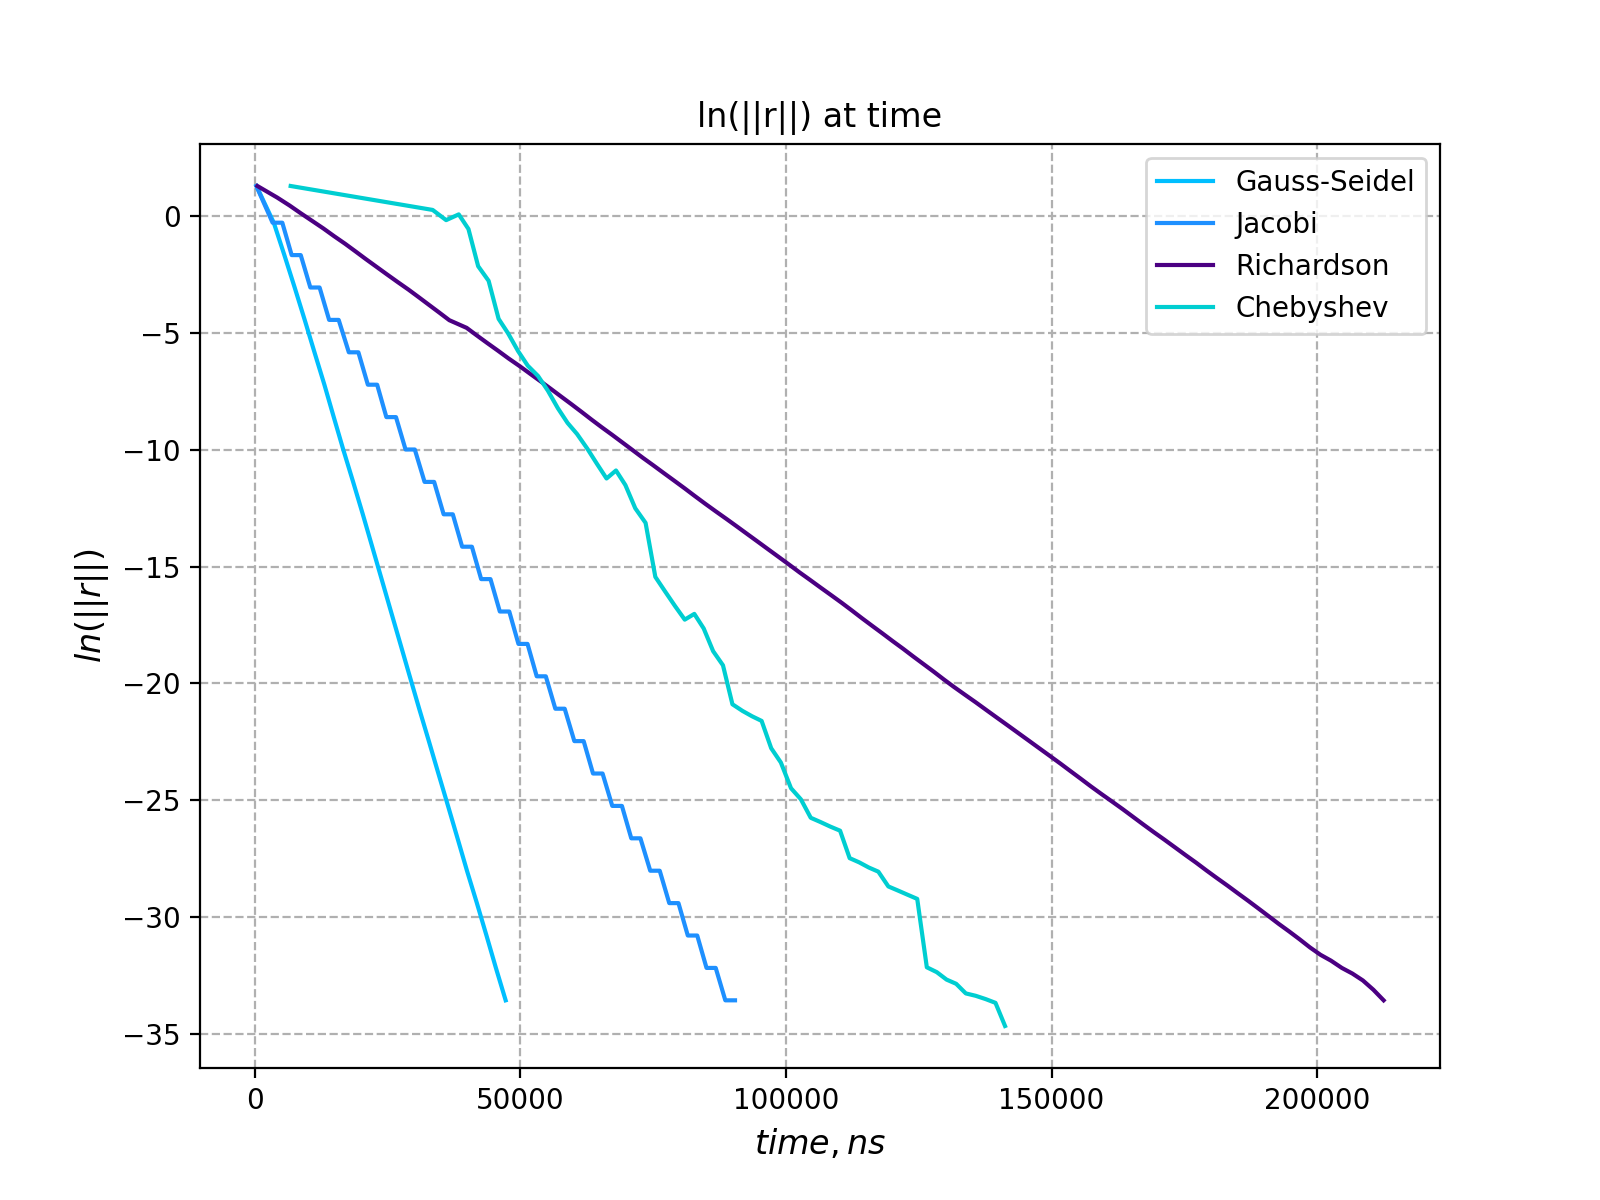 ln(||r||) at time
Gauss-Seidel
Jacobi
Richardson
Chebyshev
ln(||r||)
0
−5
−10
−15
−20
−25
−30
−35
0
50000
100000
150000
200000
time, ns